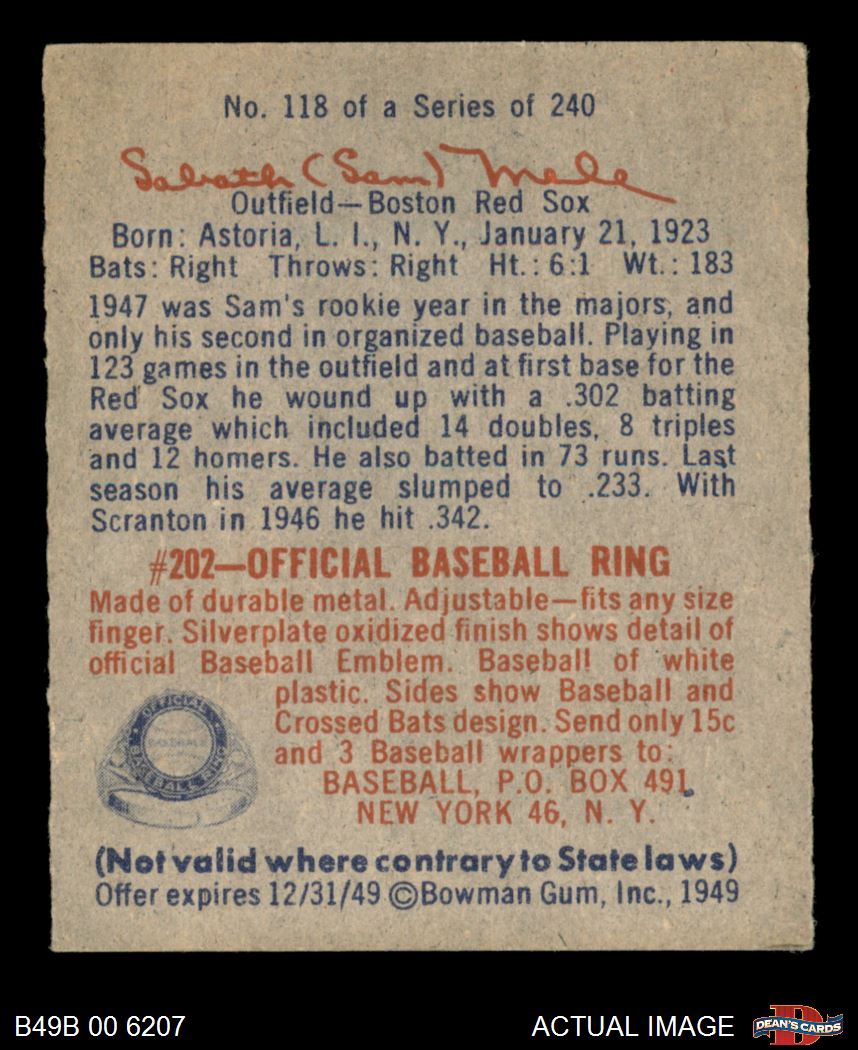 No. 118 of a Series of 240
Sabath (Sam) Mele
Outfield—Boston Red Sox
Born: Astoria, L. I., N. Y., January 21, 1923
Bats: Right Throws: Right Ht.: 6:1 Wt.: 183
1947 was Sam's rookie year in the majors, and
only his second in organized baseball. Playing in
123 games in the outfield and at first base for the
Red Sox he wound up with a .302 batting
average which included 14 doubles, 8 triples
and 12 homers. He also batted in 73 runs. Last
season his average slumped to .233. With
Scranton in 1946 he hit .342.
#202—OFFICIAL BASEBALL RING
Made of durable metal. Adjustable—fits any size
finger. Silverplate oxidized finish shows detail of
official Baseball Emblem. Baseball of white
plastic. Sides show Baseball and
Crossed Bats design. Send only 15c
and 3 Baseball wrappers to:
BASEBALL, P.O. BOX 491,
NEW YORK 46, N. Y.
OFFICIAL
BASEBALL
BASEBALL RING
(Not valid where contrary to State laws)
Offer expires 12/31/49 ©Bowman Gum, Inc., 1949
B49B 00 6207
ACTUAL IMAGE
D
DEAN'S CARDS